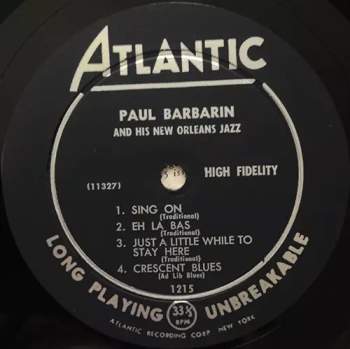 ATLANTIC
PAUL BARBARIN
AND HIS NEW ORLEANS JAZZ
HIGH FIDELITY
(11327)
1. SING ON
(Traditional)
2. EH LA BAS
(Traditional)
3. JUST A LITTLE WHILE TO
STAY HERE
(Traditional)
4. CRESCENT BLUES
(Ad Lib Blues)
1215
LONG PLAYING 33⅓ RPM UNBREAKABLE
ATLANTIC RECORDING CORP. NEW YORK